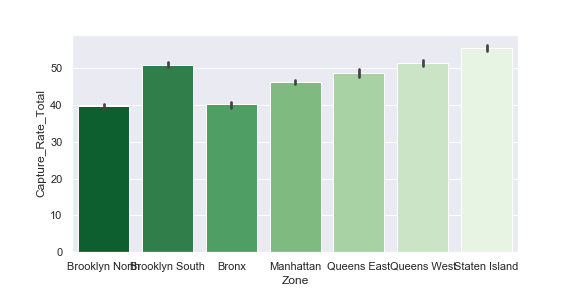 Capture_Rate_Total
50
40
30
20
10
0
Brooklyn North Brooklyn South Bronx Manhattan Queens East Queens West Staten Island
Zone